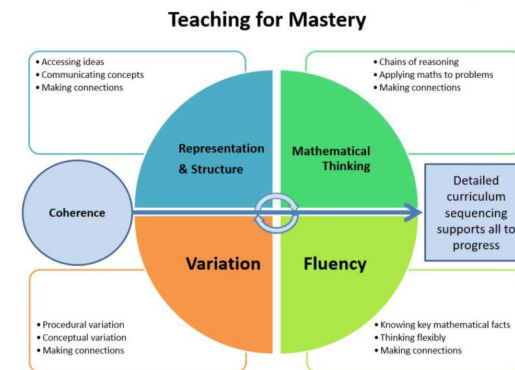 Teaching for Mastery
• Accessing ideas
• Communicating concepts
• Making connections
• Chains of reasoning
• Applying maths to problems
• Making connections
Representation
& Structure
Mathematical
Thinking
Coherence
Detailed
curriculum
sequencing
supports all to
progress
Variation
Fluency
• Procedural variation
• Conceptual variation
• Making connections
• Knowing key mathematical facts
• Thinking flexibly
• Making connections